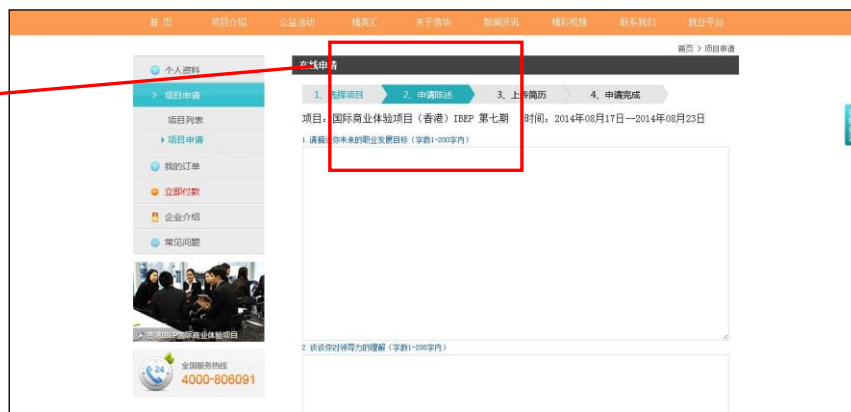 首 页 项目介绍 公益活动 精英汇 关于信华 新闻资讯 精彩视频 联系我们 就业平台
首页 > 项目申请
个人资料
在线申请
> 项目申请
1、选择项目 2、申请陈述 3、上传简历 4、申请完成
项目列表
项目: 国际商业体验项目（香港）IBEP 第七期 时间: 2014年08月17日--2014年08月23日
项目申请
1.请描述你未来的职业发展目标（字数1-200字内）
我的订单
立即付款
企业介绍
常见问题
香港IBEP国际商业体验项目
2.谈谈你对领导力的理解（字数1-200字内）
24
全国服务热线
4000-806091